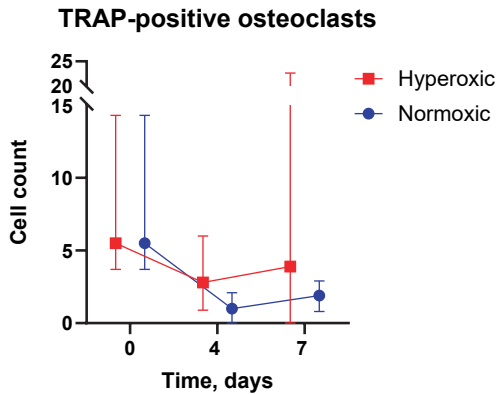 TRAP-positive osteoclasts
25
20
15
10
5
0
Cell count
0 4 7
Time, days
Hyperoxic
Normoxic